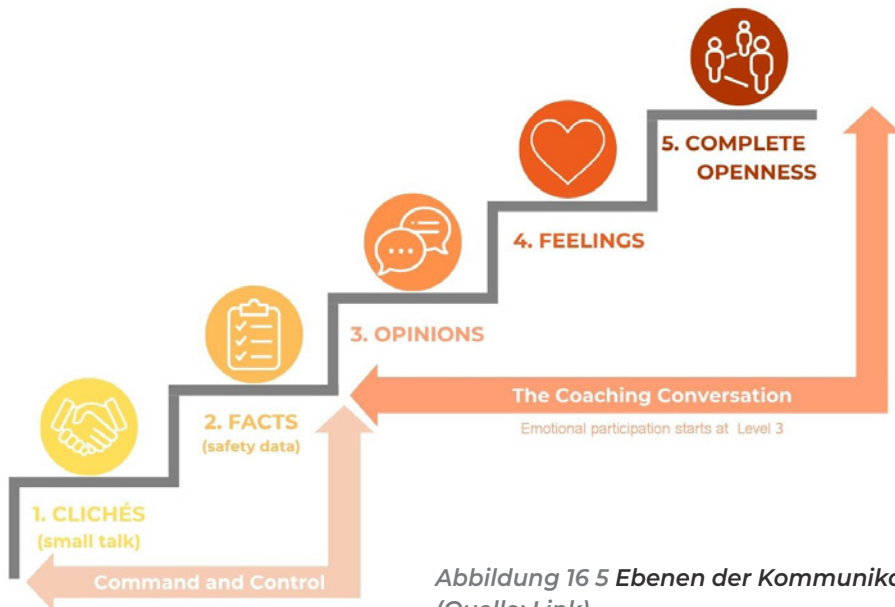 5. COMPLETE
OPENNESS
4. FEELINGS
3. OPINIONS
The Coaching Conversation
Emotional participation starts at Level 3
2. FACTS
(safety data)
1. CLICHÉS
(small talk)
Command and Control
Abbildung 16 5 Ebenen der